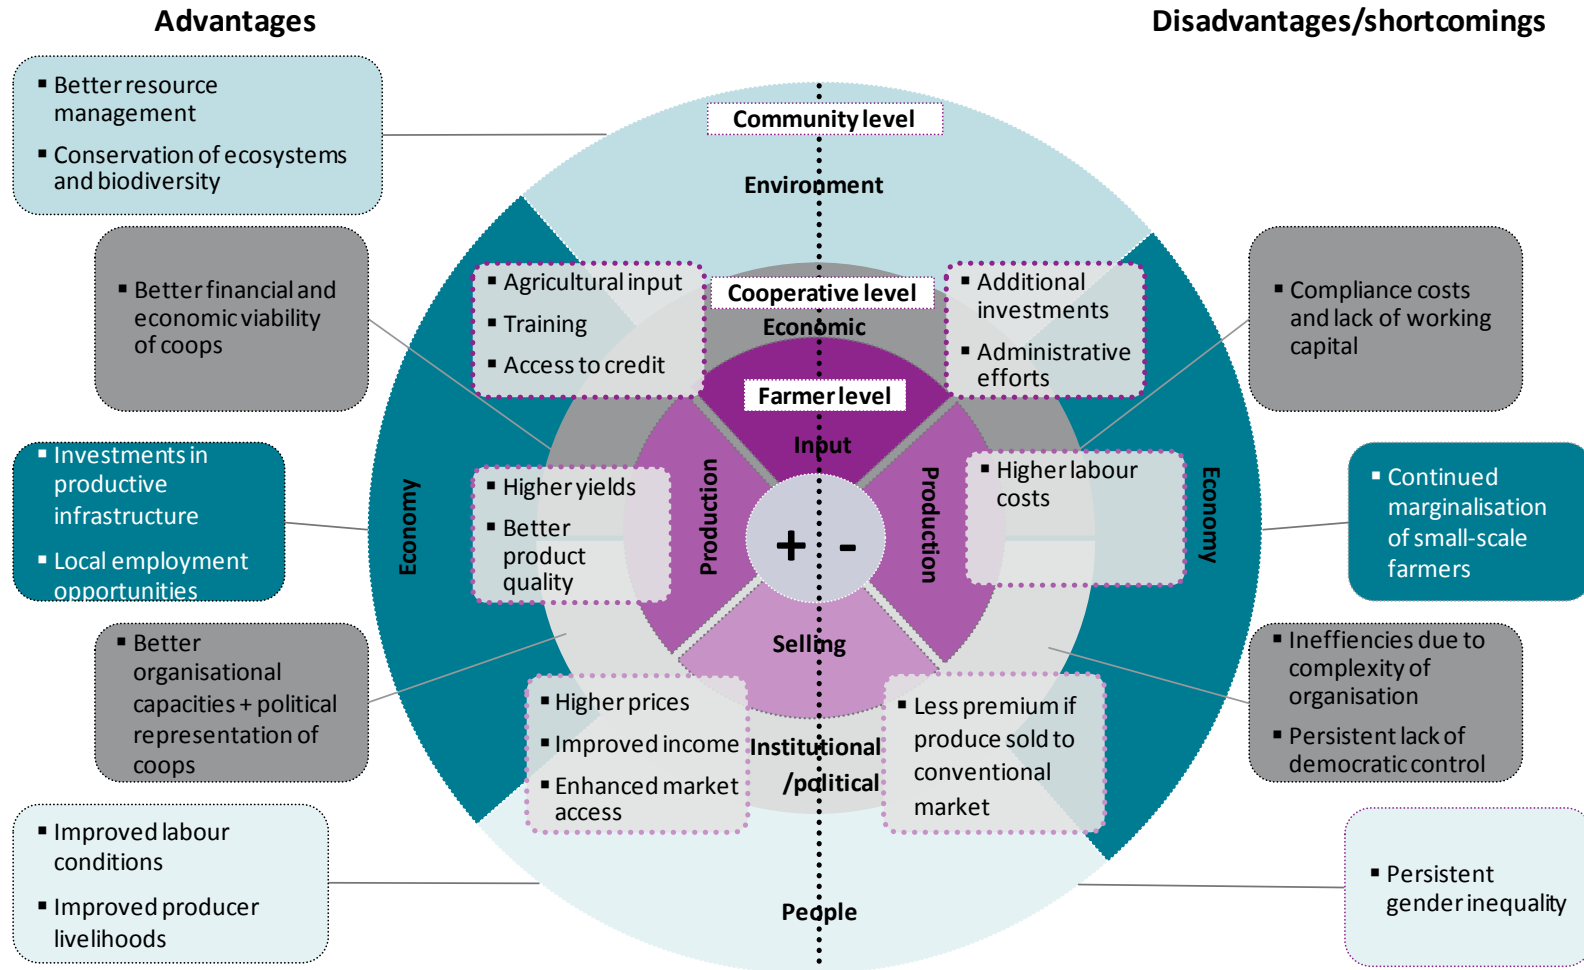 Advantages
Disadvantages/shortcomings
▪ Better resource
management
▪ Conservation of ecosystems
and biodiversity
▪ Better financial and
economic viability
of coops
▪ Investments in
productive
infrastructure
▪ Local employment
opportunities
▪ Better
organisational
capacities + political
representation of
coops
▪ Improved labour
conditions
▪ Improved producer
livelihoods
Community level
Environment
Cooperative level
Economic
Farmer level
Input
Economy
Production
+ -
Production
Economy
Selling
Institutional
/political
People
▪ Agricultural input
▪ Training
▪ Access to credit
▪ Higher yields
▪ Better
product
quality
▪ Higher prices
▪ Improved income
▪ Enhanced market
access
▪ Additional
investments
▪ Administrative
efforts
▪ Higher labour
costs
▪ Less premium if
produce sold to
conventional
market
▪ Compliance costs
and lack of working
capital
▪ Continued
marginalisation
of small-scale
farmers
▪ Ineffiencies due to
complexity of
organisation
▪ Persistent lack of
democratic control
▪ Persistent
gender inequality